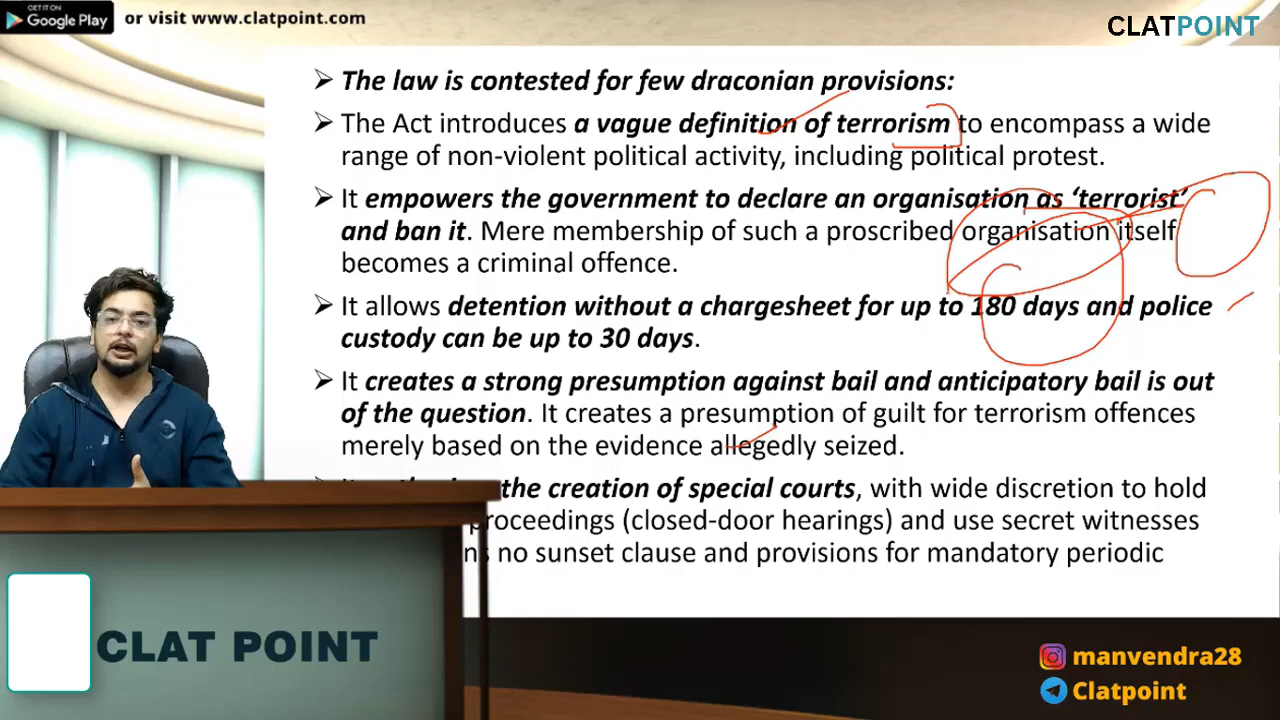 GET IT ON
Google Play
or visit www.clatpoint.com
CLATPOINT
➢ The law is contested for few draconian provisions:
➢ The Act introduces a vague definition of terrorism to encompass a wide
range of non-violent political activity, including political protest.
➢ It empowers the government to declare an organisation as ‘terrorist’
and ban it. Mere membership of such a proscribed organisation itself
becomes a criminal offence.
➢ It allows detention without a chargesheet for up to 180 days and police
custody can be up to 30 days.
➢ It creates a strong presumption against bail and anticipatory bail is out
of the question. It creates a presumption of guilt for terrorism offences
merely based on the evidence allegedly seized.
the creation of special courts, with wide discretion to hold
proceedings (closed-door hearings) and use secret witnesses
no sunset clause and provisions for mandatory periodic
CLAT POINT
manvendra28
Clatpoint